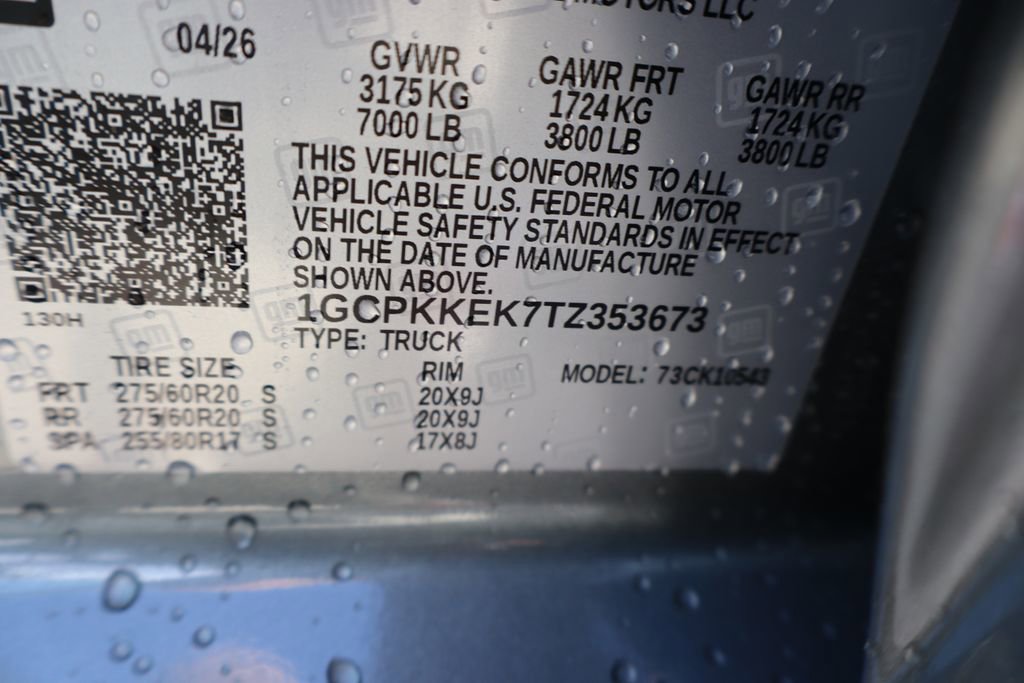 MOTORS LLC
04/26
GVWR GAWR FRT GAWR RR
3175 KG 1724 KG 1724 KG
7000 LB 3800 LB 3800 LB
THIS VEHICLE CONFORMS TO ALL
APPLICABLE U.S. FEDERAL MOTOR
VEHICLE SAFETY STANDARDS IN EFFECT
ON THE DATE OF MANUFACTURE
SHOWN ABOVE.
1GCPKKEK7TZ353673
130H
TYPE: TRUCK
TIRE SIZE RIM MODEL: 73CK10543
FRT 275/60R20 S 20X9J
RR 275/60R20 S 20X9J
SPA 255/80R17 S 17X8J